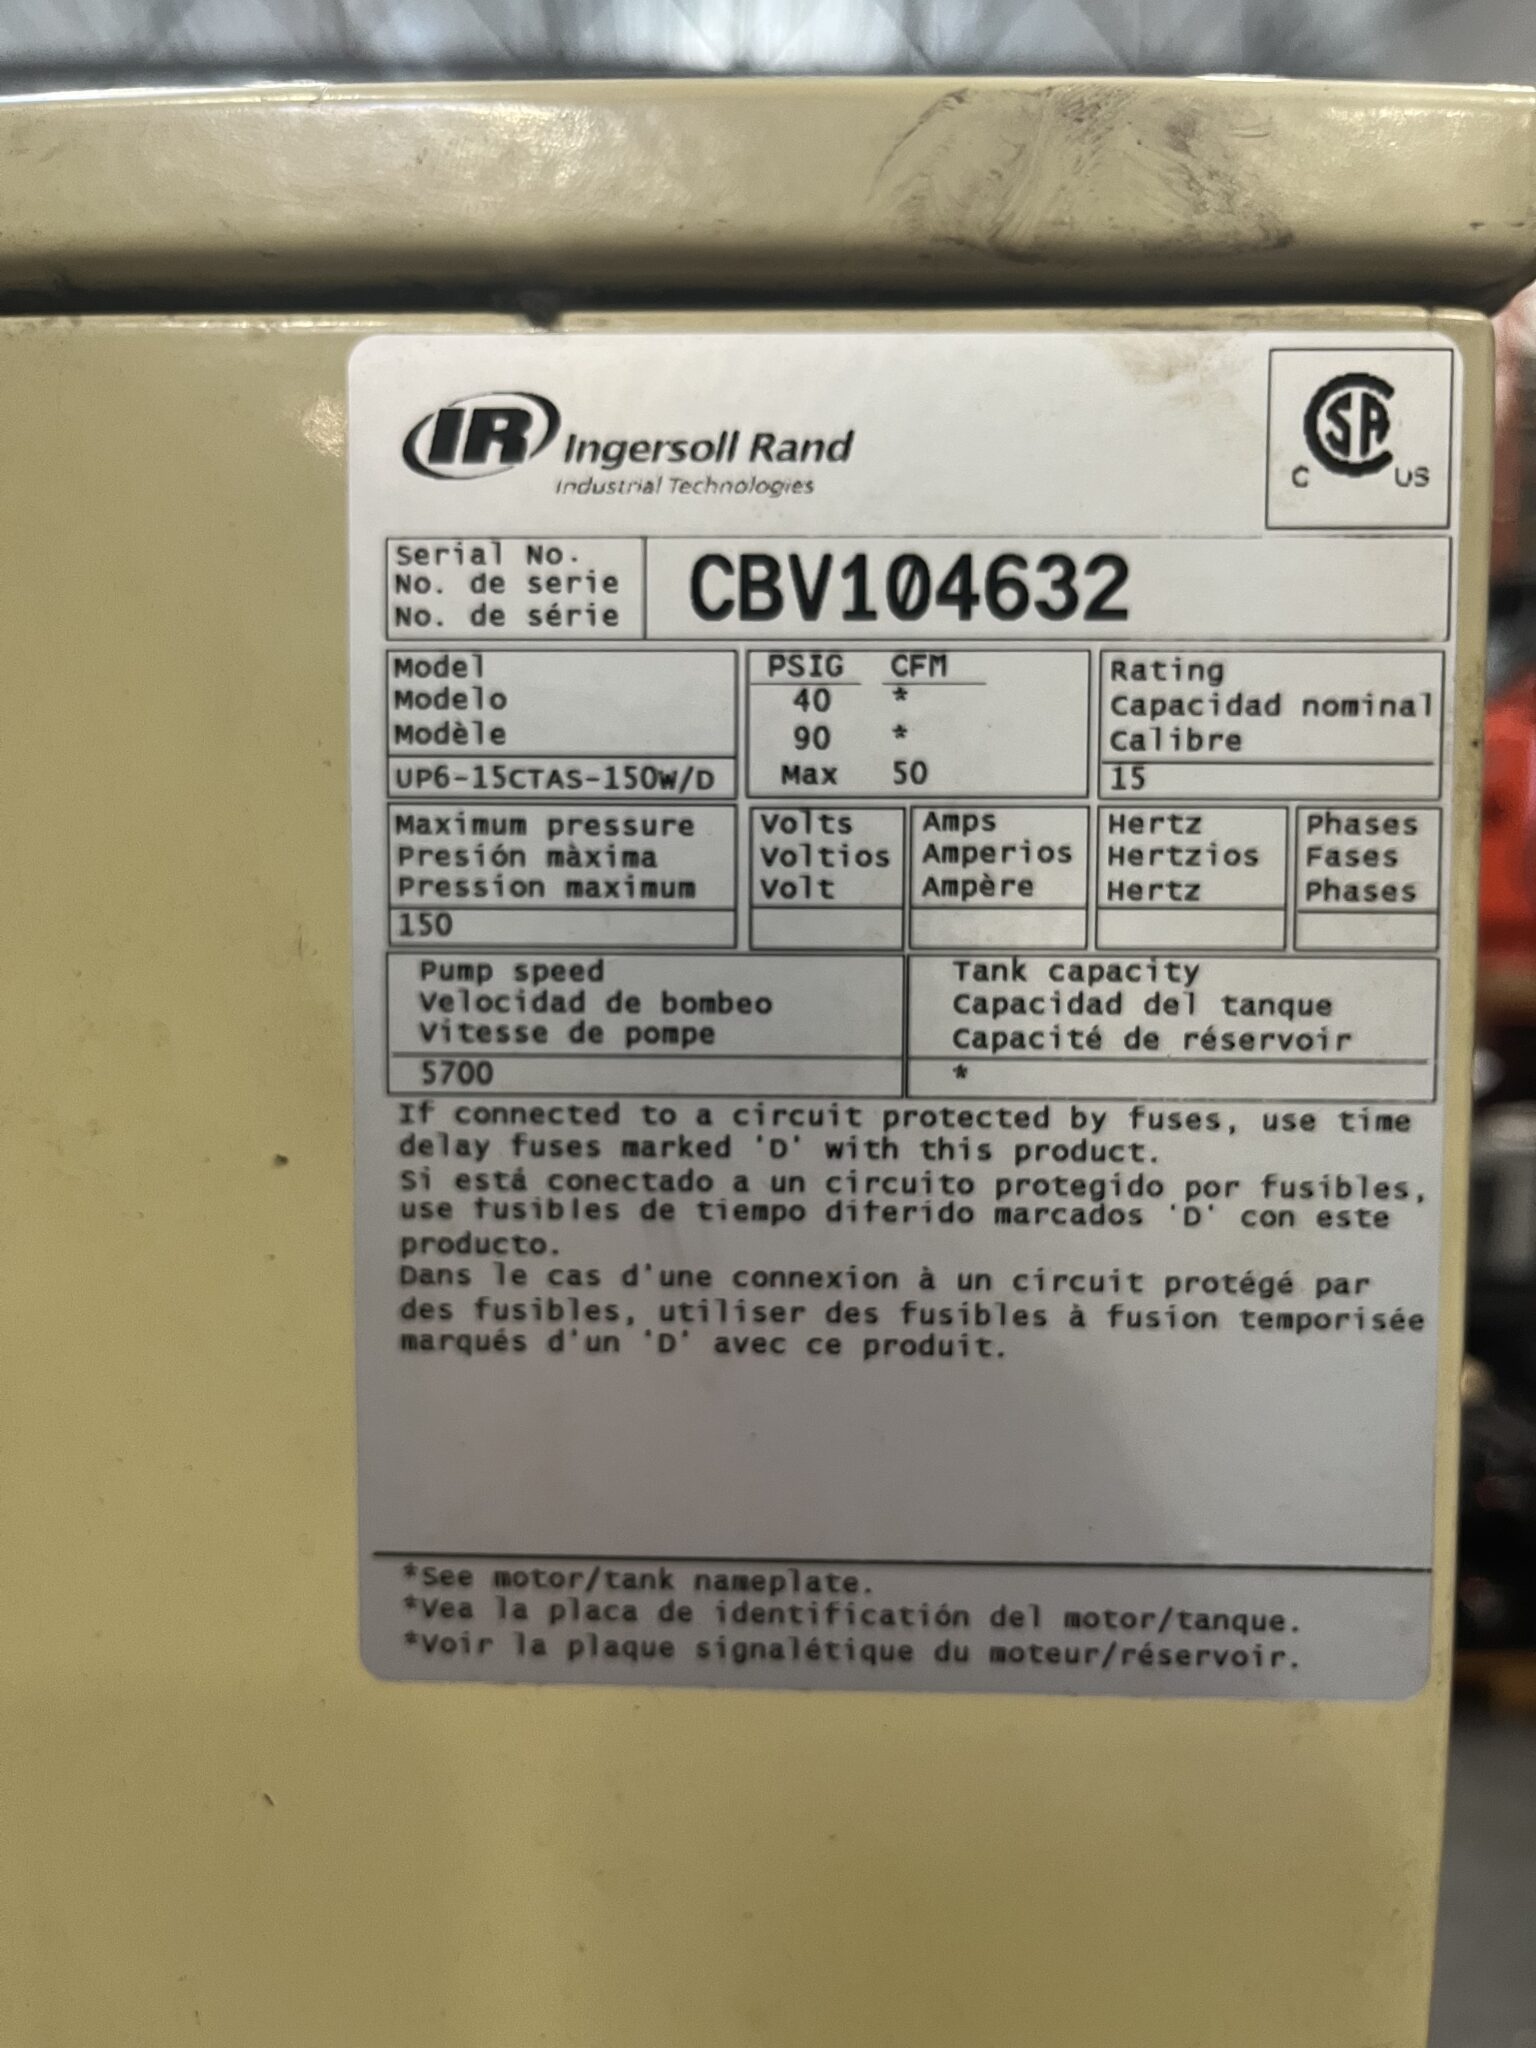 IR Ingersoll Rand
Industrial Technologies
C SA US
Serial No.
No. de serie
No. de série
CBV104632
Model
Modelo
Modèle
UP6-15CTAS-150W/D
PSIG CFM
40 *
90 *
Max 50
Rating
Capacidad nominal
Calibre
15
Maximum pressure
Presión màxima
Pression maximum
150
Volts
Voltios
Volt
Amps
Amperios
Ampère
Hertz
Hertzios
Hertz
Phases
Fases
Phases
Pump speed
Velocidad de bombeo
Vitesse de pompe
5700
Tank capacity
Capacidad del tanque
Capacité de réservoir
*
If connected to a circuit protected by fuses, use time
delay fuses marked 'D' with this product.
Si está conectado a un circuito protegido por fusibles,
use fusibles de tiempo diferido marcados 'D' con este
producto.
Dans le cas d'une connexion à un circuit protégé par
des fusibles, utiliser des fusibles à fusion temporisée
marqués d'un 'D' avec ce produit.
*See motor/tank nameplate.
*Vea la placa de identificación del motor/tanque.
*Voir la plaque signalétique du moteur/réservoir.